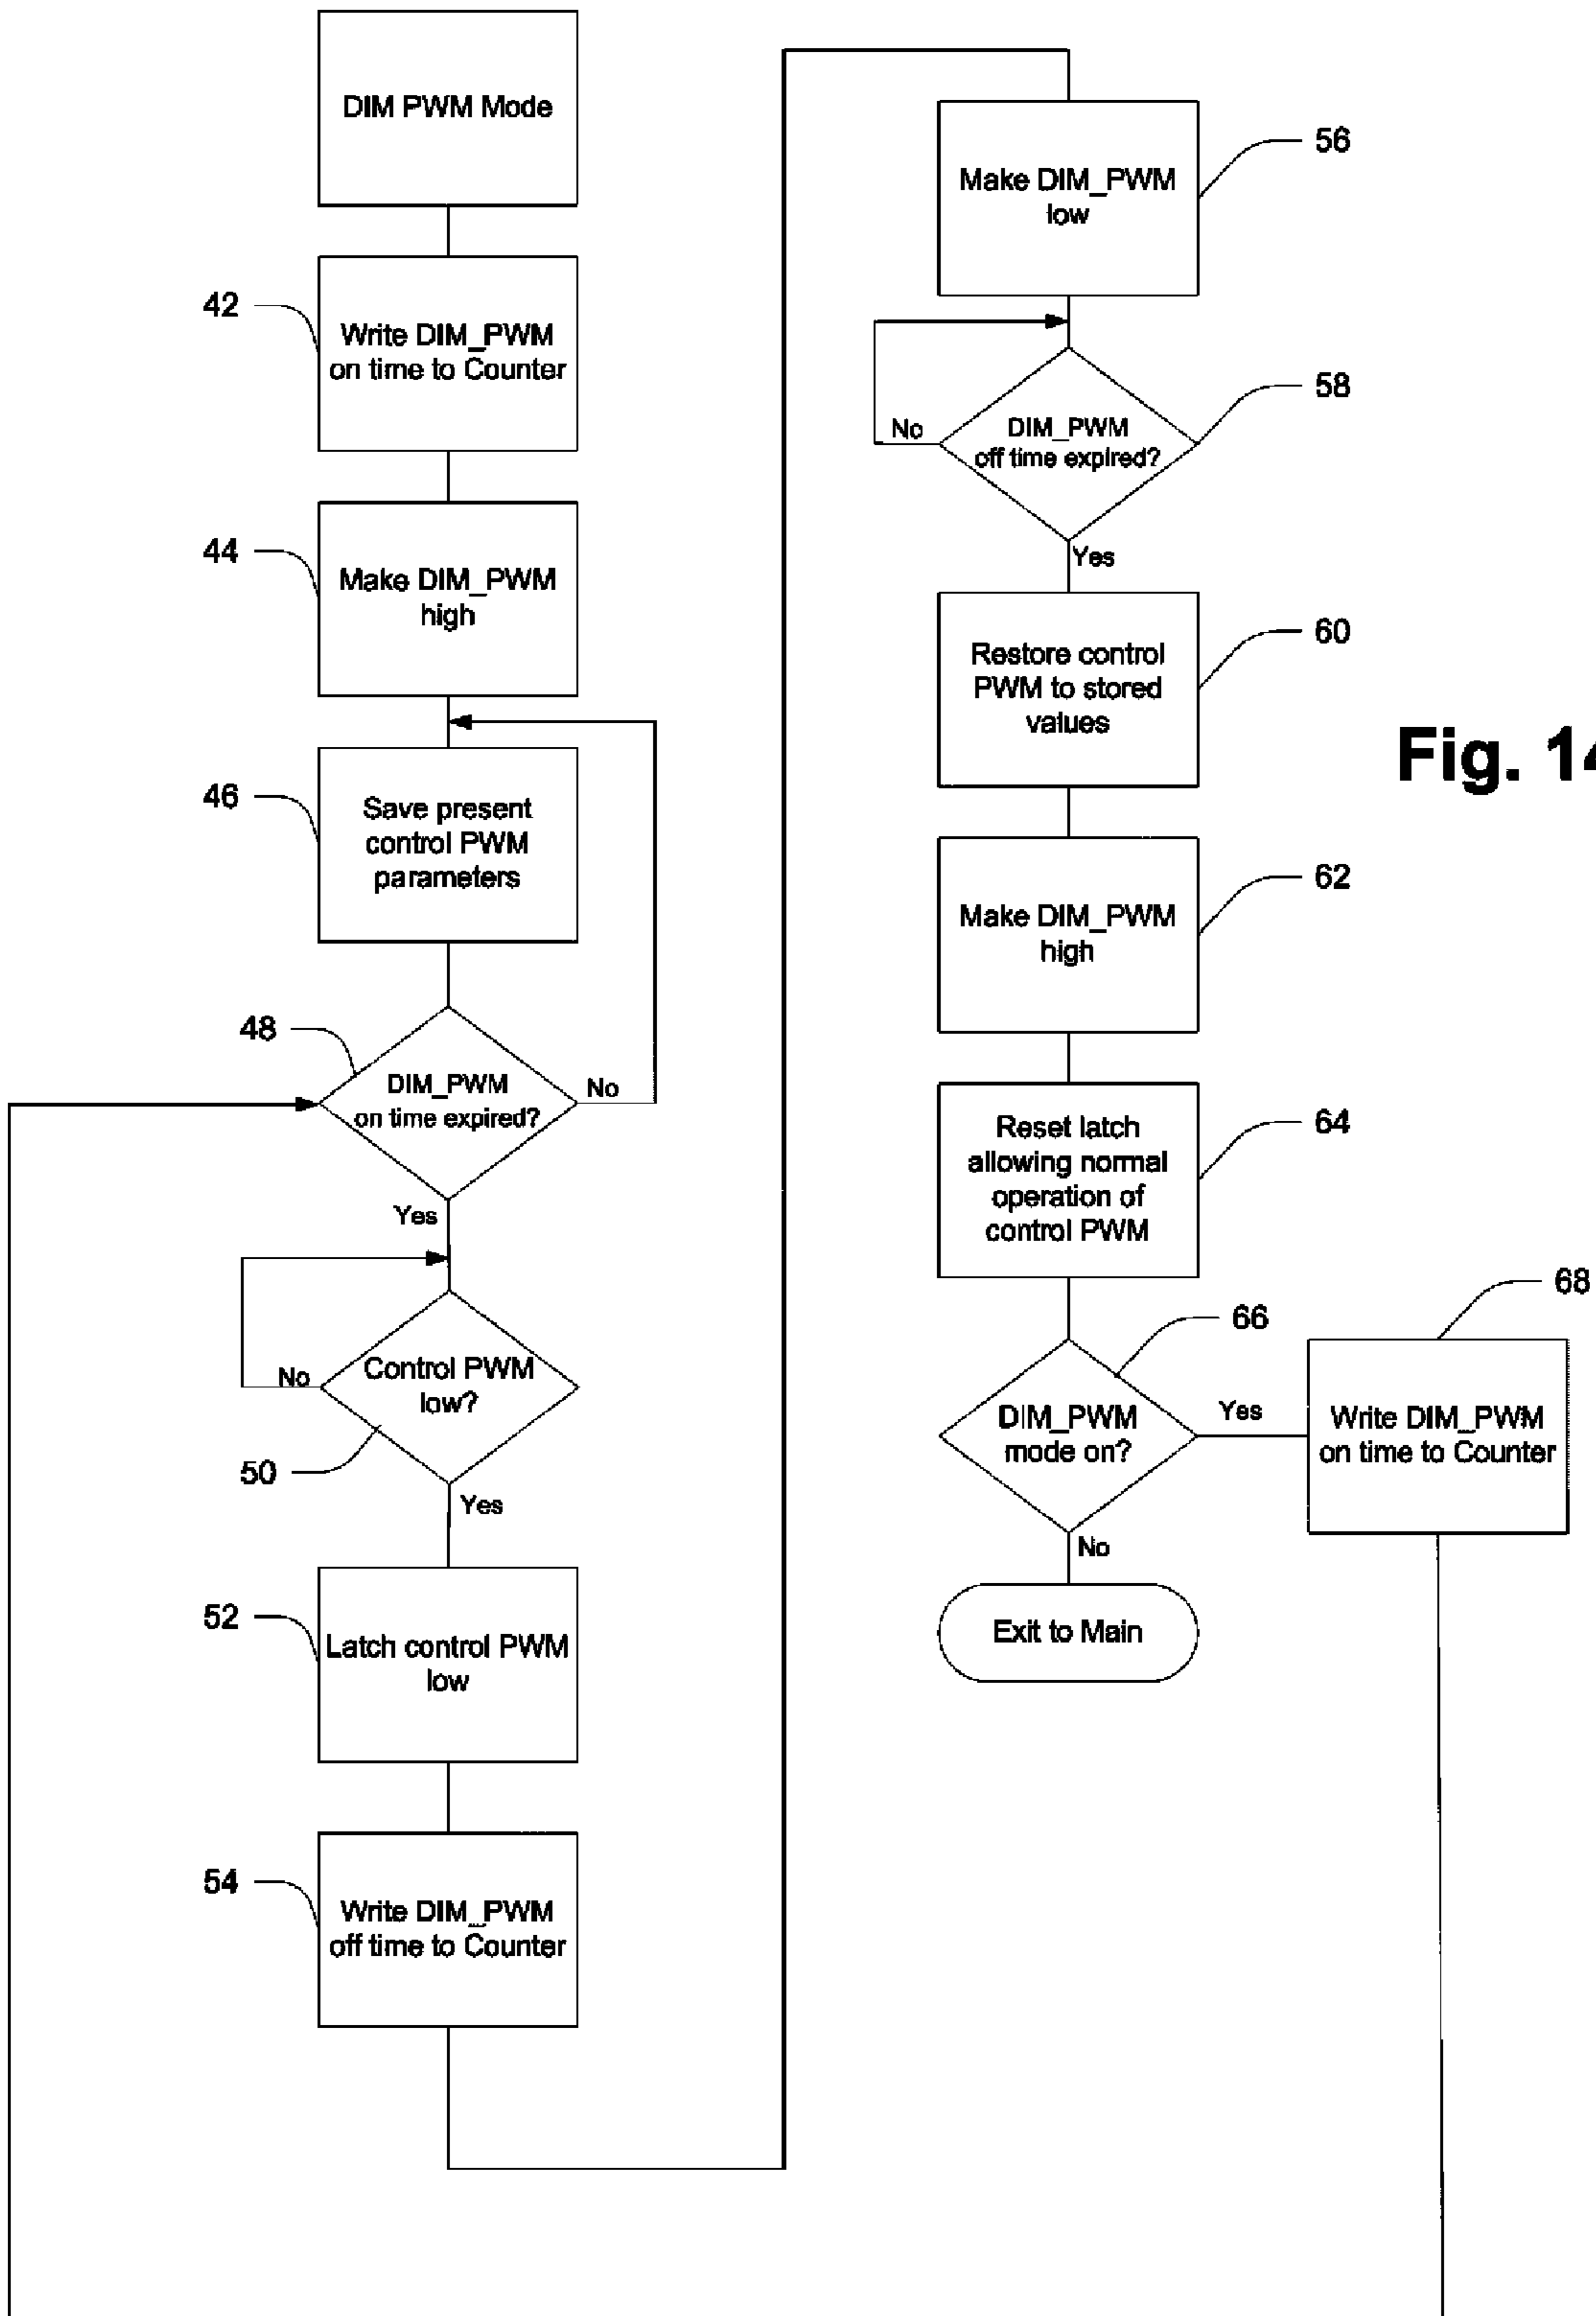 DIM PWM Mode
42
Write DIM_PWM
on time to Counter
44
Make DIM_PWM
high
46
Save present
control PWM
parameters
48
DIM_PWM
on time expired?
No
Yes
Control PWM
low?
No
50
Yes
52
Latch control PWM
low
54
Write DIM_PWM
off time to Counter
56
Make DIM_PWM
low
58
DIM_PWM
off time expired?
No
Yes
60
Restore control
PWM to stored
values
62
Make DIM_PWM
high
64
Reset latch
allowing normal
operation of
control PWM
66
DIM_PWM
mode on?
Yes
No
68
Write DIM_PWM
on time to Counter
Exit to Main
Fig. 14